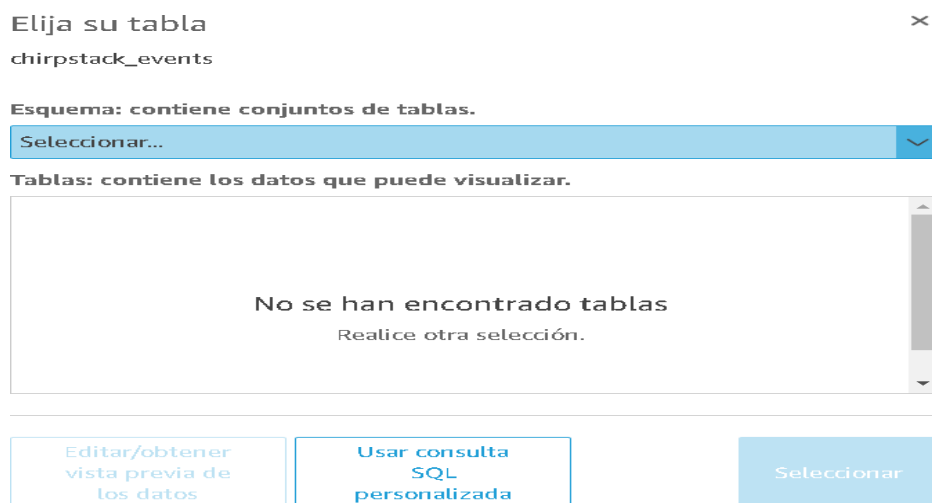 Elija su tabla
chirpstack_events
Esquema: contiene conjuntos de tablas.
Seleccionar...
Tablas: contiene los datos que puede visualizar.
No se han encontrado tablas
Realice otra selección.
Editar/obtener
vista previa de
los datos
Usar consulta
SQL
personalizada
Seleccionar